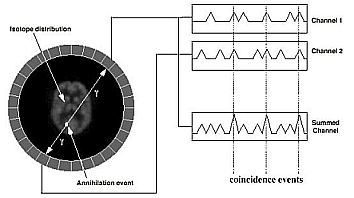 Isotope distribution
Channel 1
Channel 2
γ
γ
Annihilation event
Summed
Channel
coincidence events